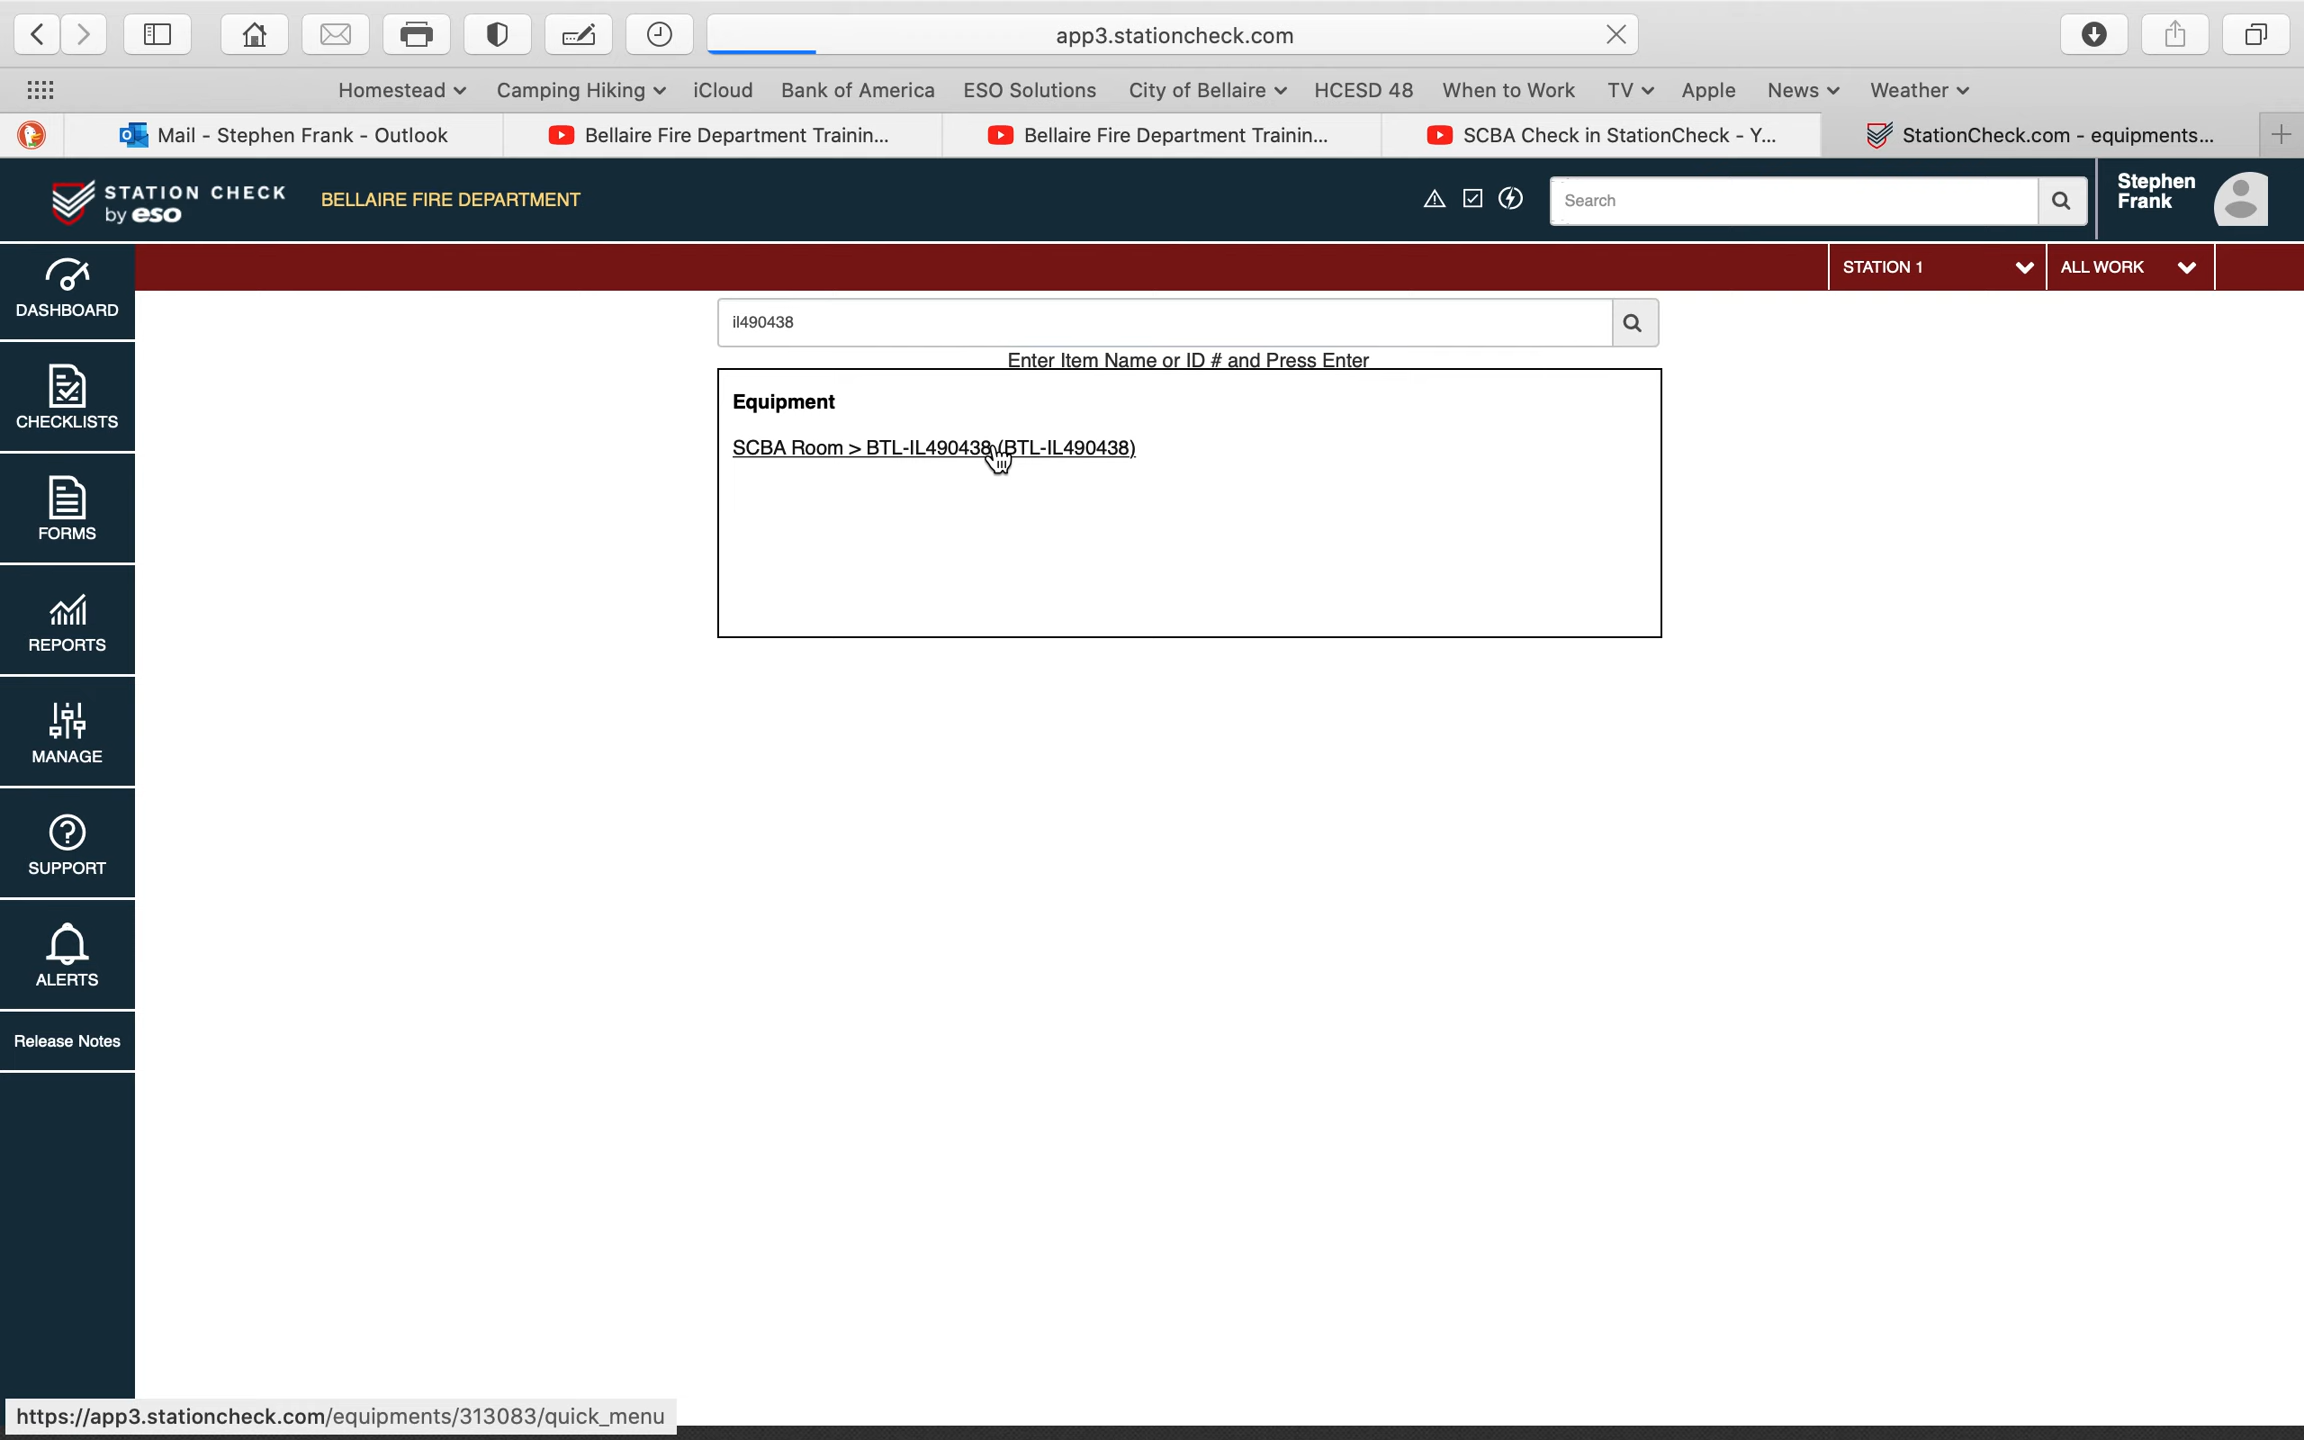 app3.stationcheck.com
Homestead Camping Hiking iCloud Bank of America ESO Solutions City of Bellaire HCESD 48 When to Work TV Apple News Weather
Mail - Stephen Frank - Outlook
Bellaire Fire Department Trainin...
Bellaire Fire Department Trainin...
SCBA Check in StationCheck - Y...
StationCheck.com - equipments...
STATION CHECK
by eso
BELLAIRE FIRE DEPARTMENT
Search
Stephen
Frank
STATION 1
ALL WORK
DASHBOARD
CHECKLISTS
FORMS
REPORTS
MANAGE
SUPPORT
ALERTS
Release Notes
il490438
Enter Item Name or ID # and Press Enter
Equipment
SCBA Room > BTL-IL490438 (BTL-IL490438)
https://app3.stationcheck.com/equipments/313083/quick_menu